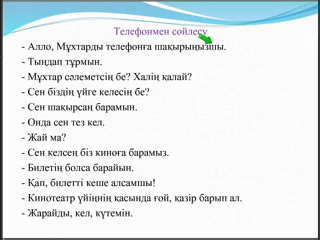 Телефонмен сөйлесу
- Алло, Мұхтарды телефонға шақырыңызшы.
- Тыңдап тұрмын.
- Мұхтар сәлеметсің бе? Халің қалай?
- Сен біздің үйге келесің бе?
- Сен шақырсаң барамын.
- Онда сен тез кел.
- Жай ма?
- Сен келсең біз киноға барамыз.
- Билетің болса барайын.
- Қап, билетті кеше алсамшы!
- Кинотеатр үйіңнің қасында ғой, қазір барып ал.
- Жарайды, кел, күтемін.